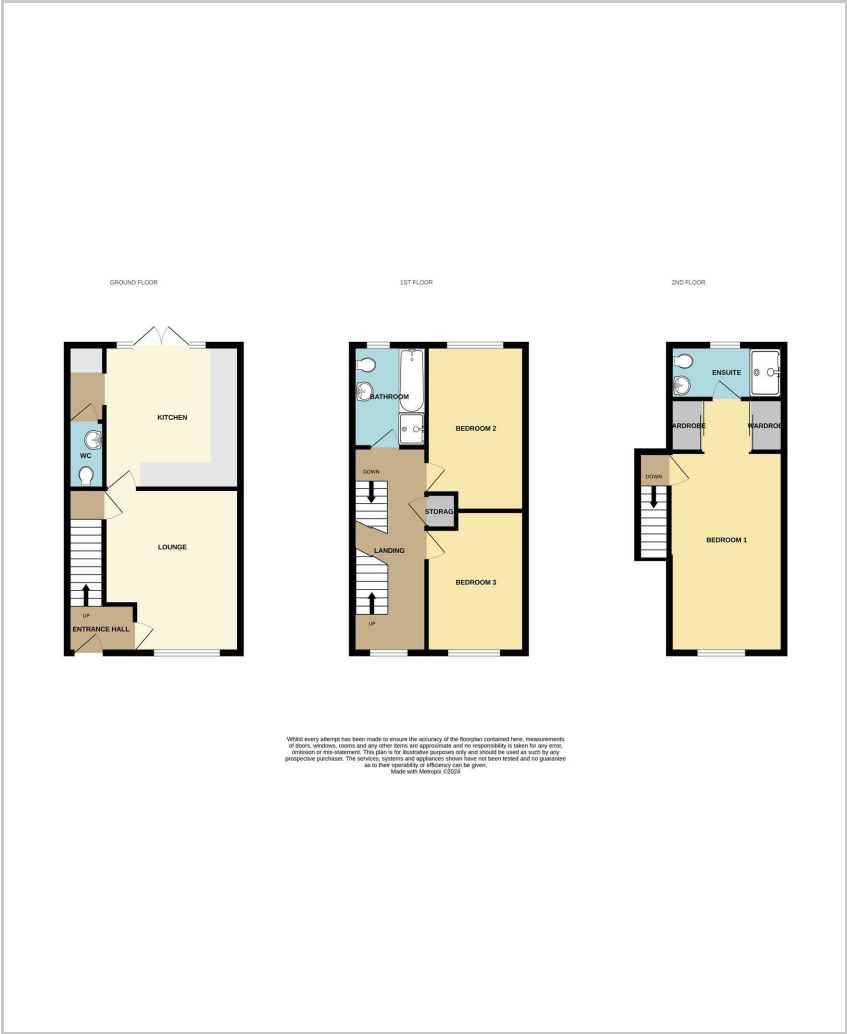 GROUND FLOOR
1ST FLOOR
2ND FLOOR
KITCHEN
WC
LOUNGE
UP
ENTRANCE HALL
BATHROOM
BEDROOM 2
DOWN
STORAG
UP
LANDING
BEDROOM 3
UP
ENSUITE
ARDROBE
WARDROBE
DOWN
BEDROOM 1
Whilst every attempt has been made to ensure the accuracy of the floorplan contained here, measurements
of doors, windows, rooms and any other items are approximate and no responsibility is taken for any error,
omission or mis-statement. This plan is for illustrative purposes only and should be used as such by any
prospective purchaser. The services, systems and appliances shown have not been tested and no guarantee
as to their operability or efficiency can be given.
Made with Metropix ©2024